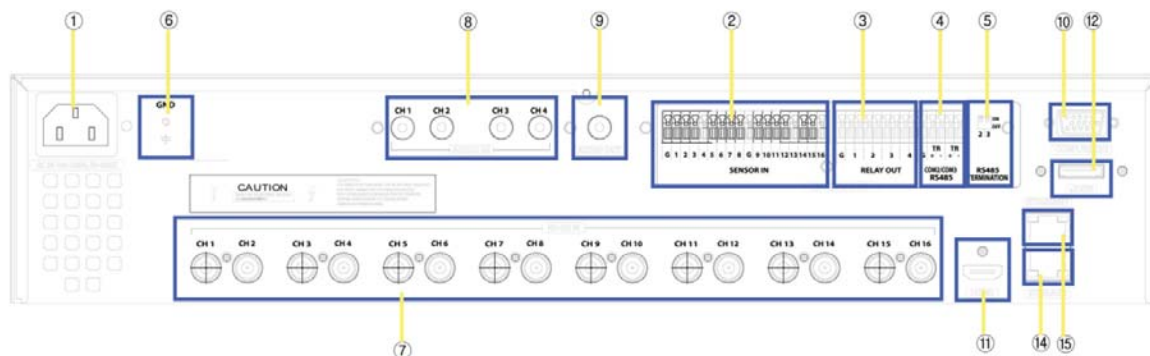 ① ⑥ ⑧ ⑨ ② ③ ④ ⑤ ⑩ ⑫
GND
CH 1 CH 2 CH 3 CH 4
G 1 2 3 4 5 6 7 8 G 9 10 11 12 13 14 15 16
SENSOR IN
G 1 2 3 4
RELAY OUT
TR TR
G + - + -
COM2/COM3
RS485
ON
OFF
2 3
RS485
TERMINATION
CAUTION
CH 1 CH 2 CH 3 CH 4 CH 5 CH 6 CH 7 CH 8 CH 9 CH 10 CH 11 CH 12 CH 13 CH 14 CH 15 CH 16
⑦ ⑪ ⑭ ⑮